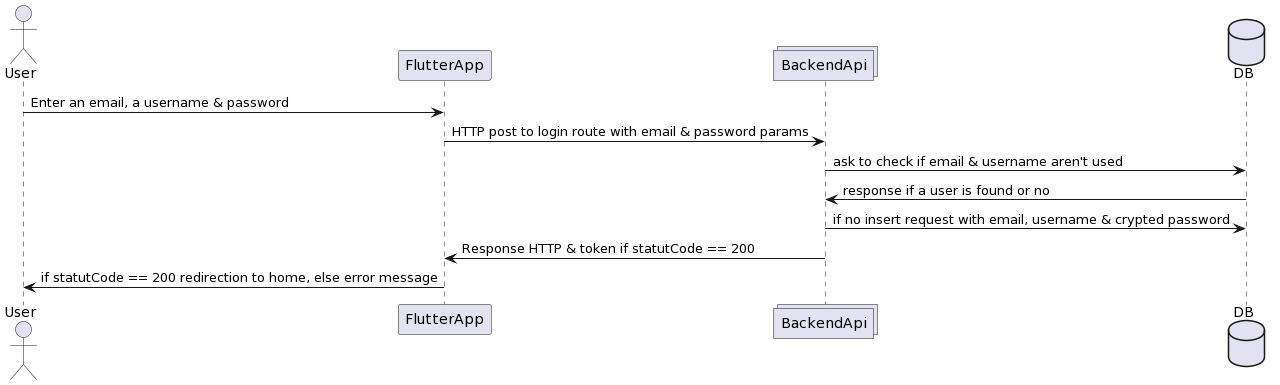 User
FlutterApp
BackendApi
DB
Enter an email, a username & password
HTTP post to login route with email & password params
ask to check if email & username aren't used
response if a user is found or no
if no insert request with email, username & crypted password
Response HTTP & token if statutCode == 200
if statutCode == 200 redirection to home, else error message
User
FlutterApp
BackendApi
DB